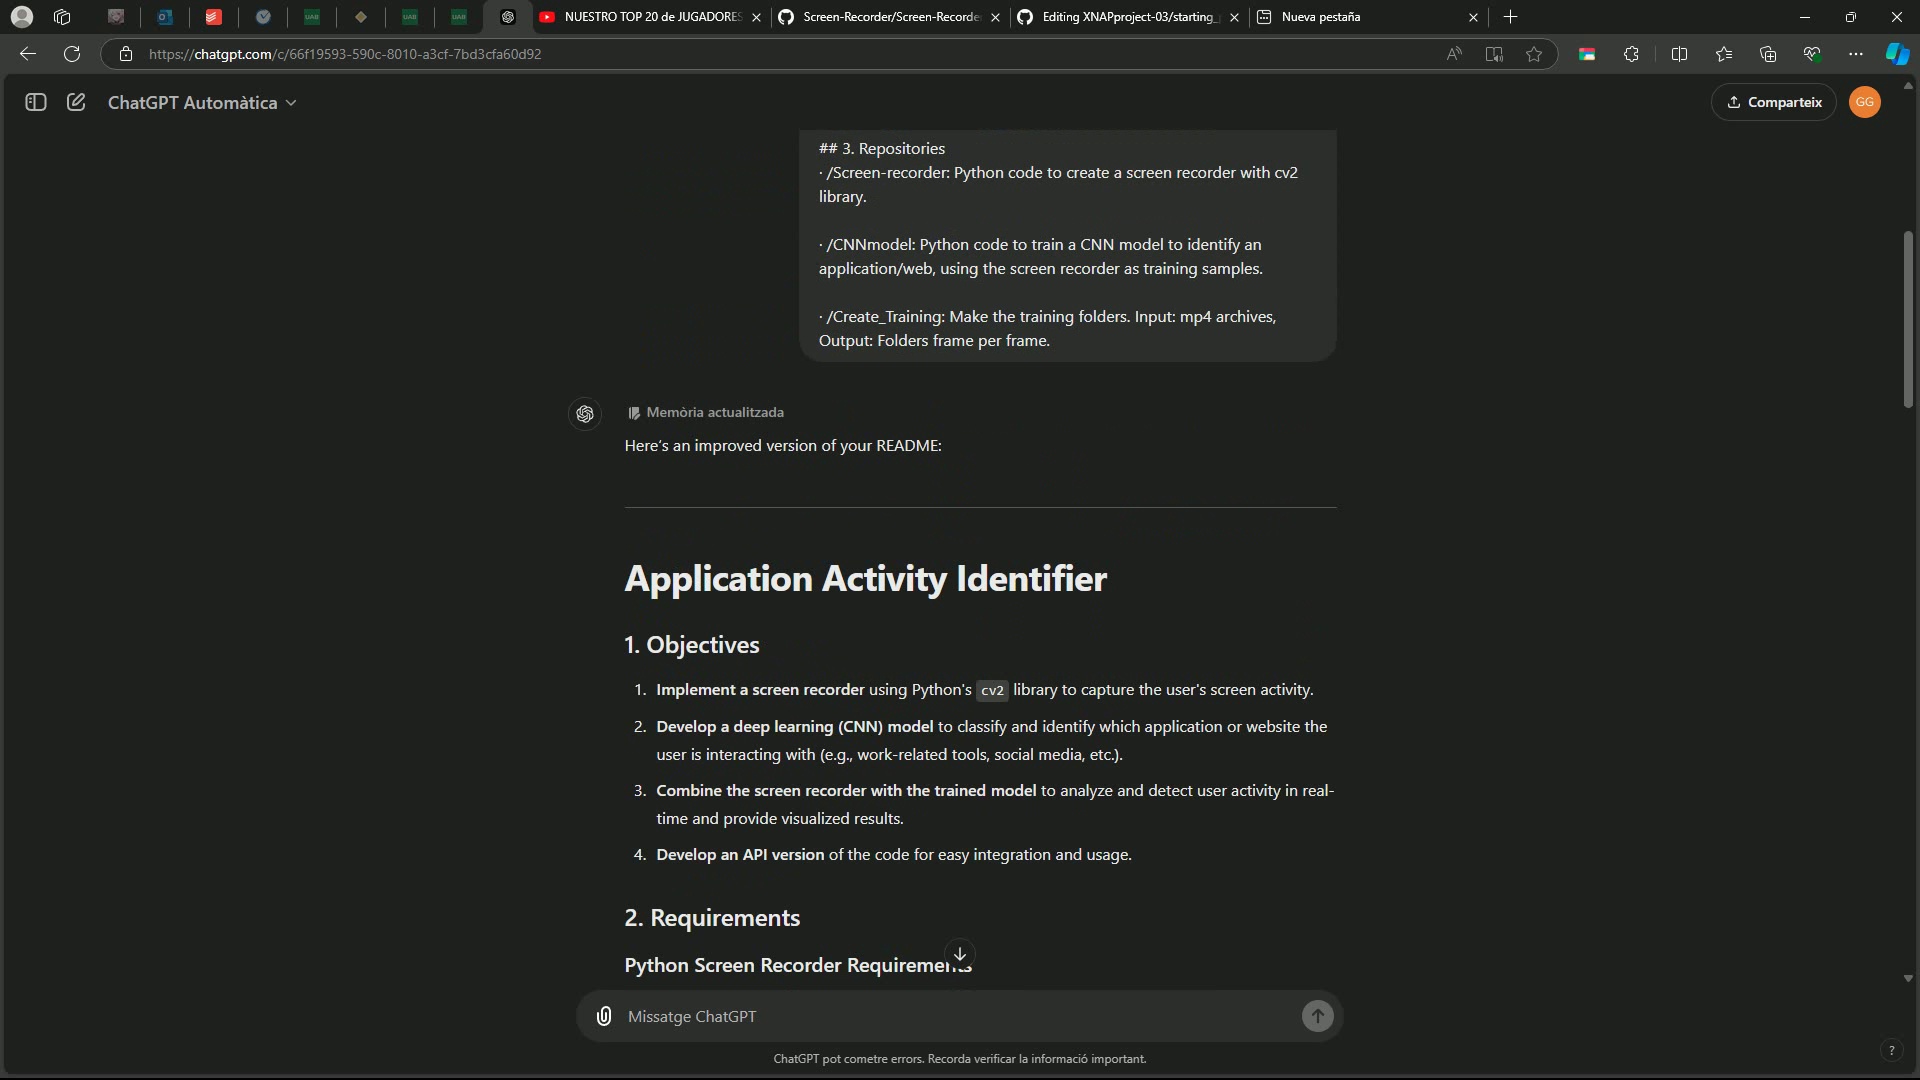 UAB
UAB
UAB
NUESTRO TOP 20 de JUGADORES
Screen-Recorder/Screen-Recorde
Editing XNAPproject-03/starting_
Nueva pestaña
https://chatgpt.com/c/66f19593-590c-8010-a3cf-7bd3cfa60d92
ChatGPT Automàtica
Comparteix
GG
## 3. Repositories
· /Screen-recorder: Python code to create a screen recorder with cv2
library.
· /CNNmodel: Python code to train a CNN model to identify an
application/web, using the screen recorder as training samples.
· /Create_Training: Make the training folders. Input: mp4 archives,
Output: Folders frame per frame.
Memòria actualitzada
Here's an improved version of your README:
Application Activity Identifier
1. Objectives
1. Implement a screen recorder using Python's cv2 library to capture the user's screen activity.
2. Develop a deep learning (CNN) model to classify and identify which application or website the
user is interacting with (e.g., work-related tools, social media, etc.).
3. Combine the screen recorder with the trained model to analyze and detect user activity in real-
time and provide visualized results.
4. Develop an API version of the code for easy integration and usage.
2. Requirements
Python Screen Recorder Requirements
Missatge ChatGPT
ChatGPT pot cometre errors. Recorda verificar la informació important.
?